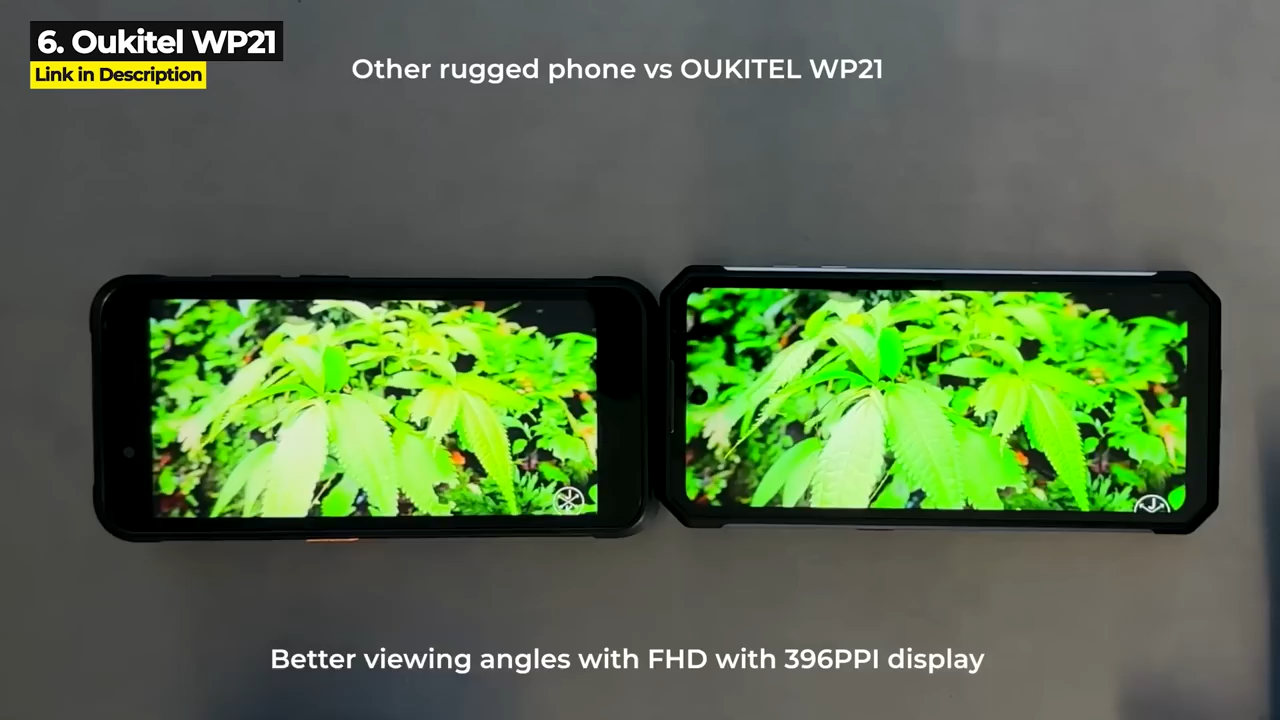 6. Oukitel WP21
Link in Description
Other rugged phone vs OUKITEL WP21
Better viewing angles with FHD with 396PPI display